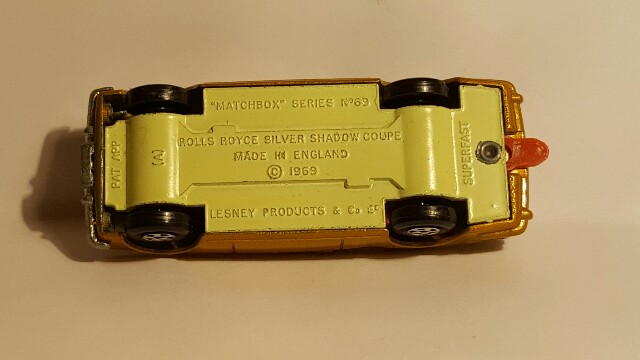 "MATCHBOX" SERIES Nº69
ROLLS ROYCE SILVER SHADOW COUPE
MADE IN ENGLAND
© 1969
LESNEY PRODUCTS & Co
PAT APP
(A)
SUPERFAST